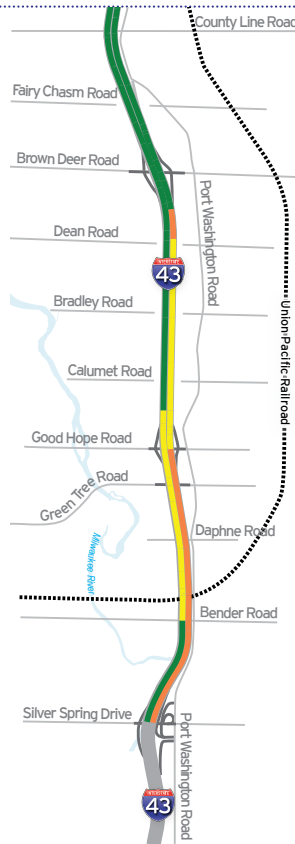 County Line Road
Fairy Chasm Road
Brown Deer Road
Port Washington Road
Dean Road
INTERSTATE
43
Bradley Road
Union Pacific Railroad
Calumet Road
Good Hope Road
Green Tree Road
Daphne Road
Milwaukee River
Bender Road
Silver Spring Drive
Port Washington Road
INTERSTATE
43